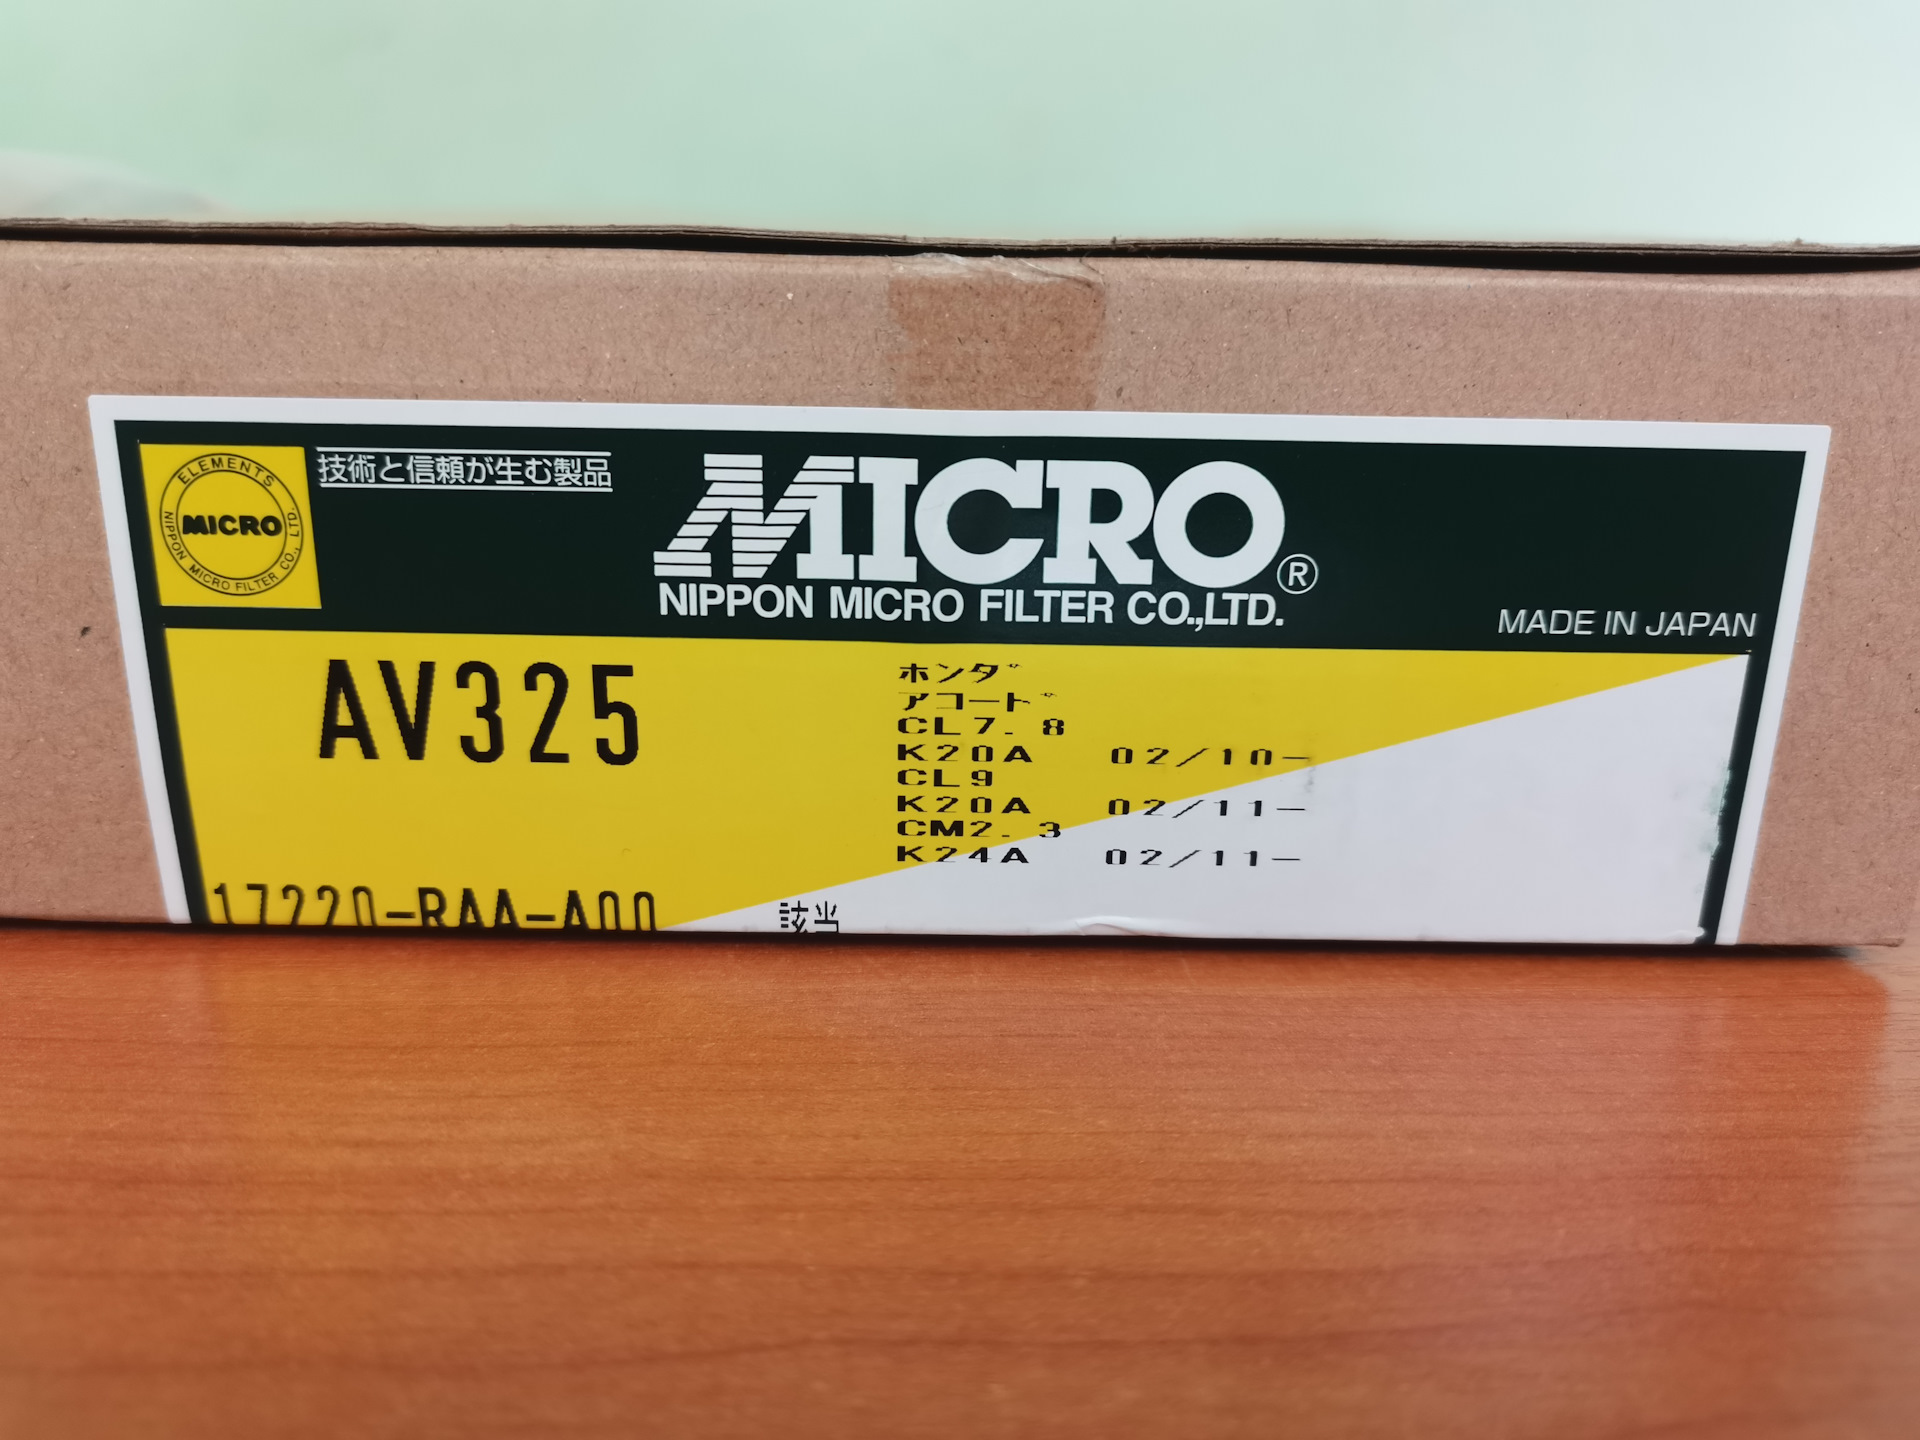 ELEMENTS
MICRO
NIPPON MICRO FILTER CO., LTD.
技術と信頼が生む製品
MICRO®
NIPPON MICRO FILTER CO.,LTD.
MADE IN JAPAN
AV325
ホンダ
アコード
CL7. 8
K20A 02/10-
CL9
K20A 02/11-
CM2. 3
K24A 02/11-
17220-RAA-A00
該当